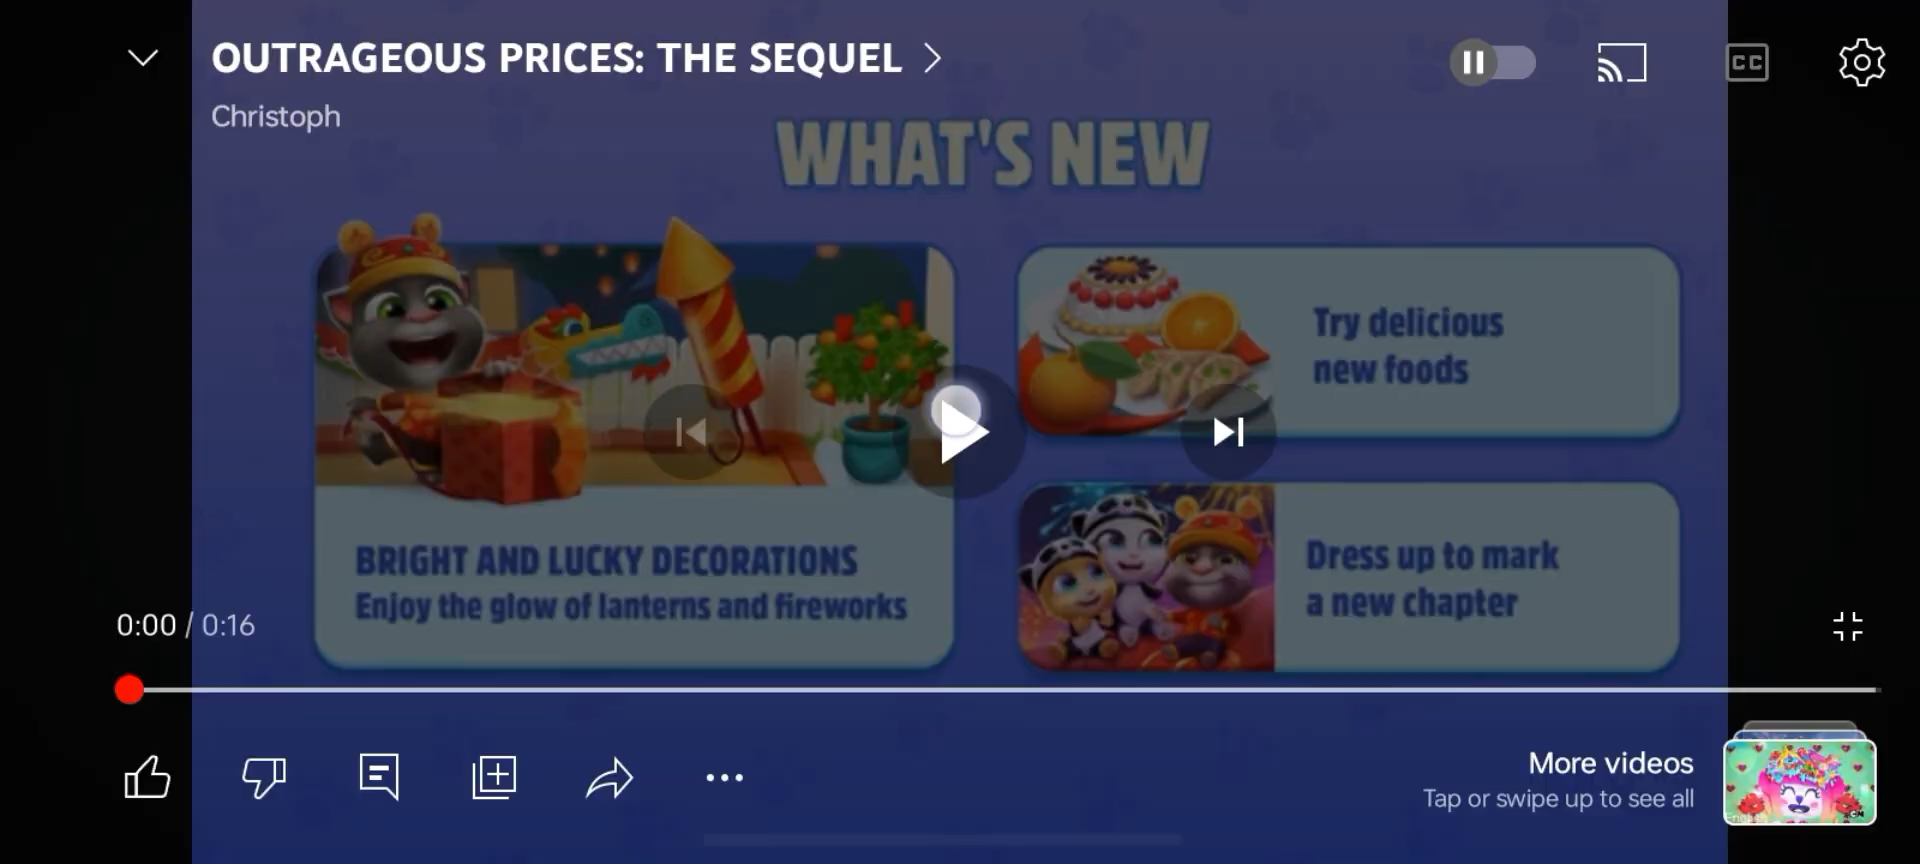 OUTRAGEOUS PRICES: THE SEQUEL
Christoph
CC
WHAT'S NEW
Try delicious
new foods
BRIGHT AND LUCKY DECORATIONS
Enjoy the glow of lanterns and fireworks
Dress up to mark
a new chapter
0:00 / 0:16
More videos
Tap or swipe up to see all